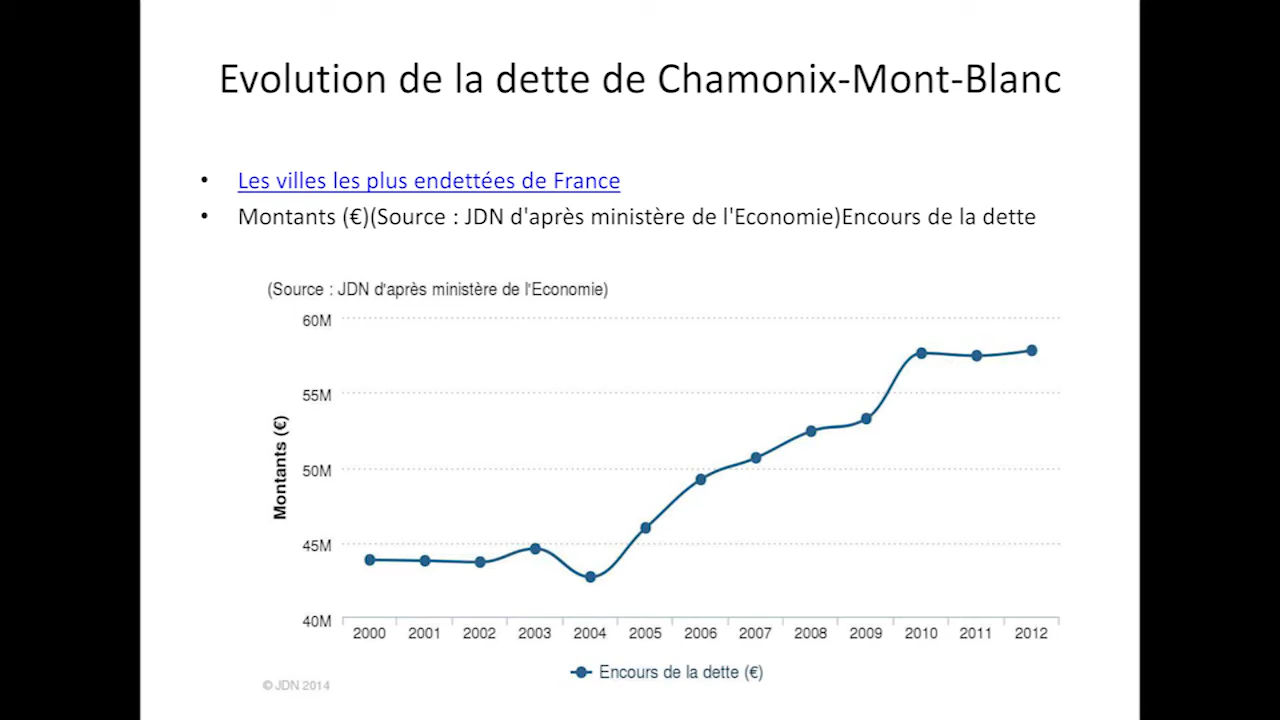 Evolution de la dette de Chamonix-Mont-Blanc
• Les villes les plus endettées de France
• Montants (€)(Source : JDN d'après ministère de l'Economie)Encours de la dette
(Source : JDN d'après ministère de l'Economie)
60M
55M
50M
45M
40M
Montants (€)
2000 2001 2002 2003 2004 2005 2006 2007 2008 2009 2010 2011 2012
Encours de la dette (€)
© JDN 2014